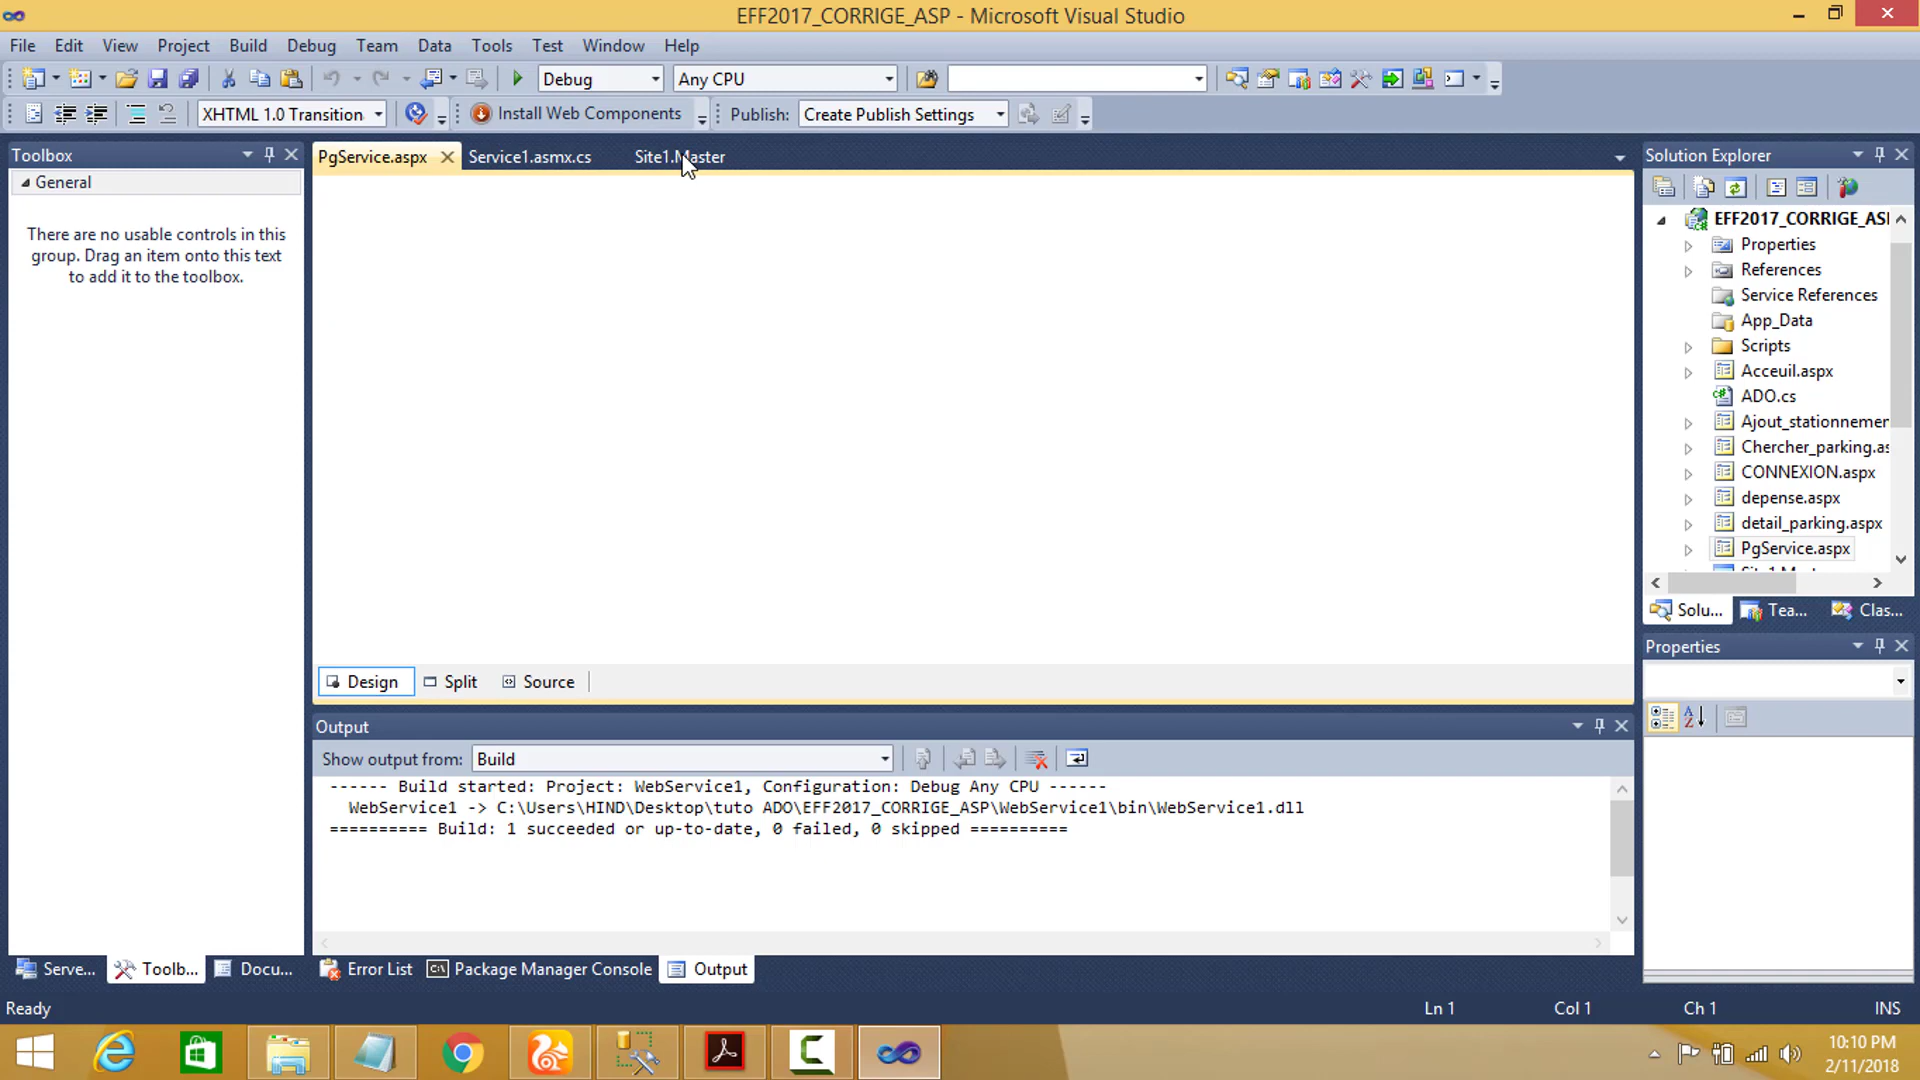 EFF2017_CORRIGE_ASP - Microsoft Visual Studio
File Edit View Project Build Debug Team Data Tools Test Window Help
Debug Any CPU
XHTML 1.0 Transition Install Web Components Publish: Create Publish Settings
Toolbox
General
There are no usable controls in this
group. Drag an item onto this text
to add it to the toolbox.
PgService.aspx Service1.asmx.cs Site1.Master
Design Split Source
Output
Show output from: Build
------ Build started: Project: WebService1, Configuration: Debug Any CPU ------
WebService1 -> C:\Users\HIND\Desktop\tuto ADO\EFF2017_CORRIGE_ASP\WebService1\bin\WebService1.dll
========== Build: 1 succeeded or up-to-date, 0 failed, 0 skipped ==========
Solution Explorer
EFF2017_CORRIGE_ASI
Properties
References
Service References
App_Data
Scripts
Acceuil.aspx
ADO.cs
Ajout_stationnemer
Chercher_parking.as
CONNEXION.aspx
depense.aspx
detail_parking.aspx
PgService.aspx
Solu... Tea... Clas...
Properties
Serve... Toolb... Docu... Error List Package Manager Console Output
Ready Ln 1 Col 1 Ch 1 INS
10:10 PM
2/11/2018